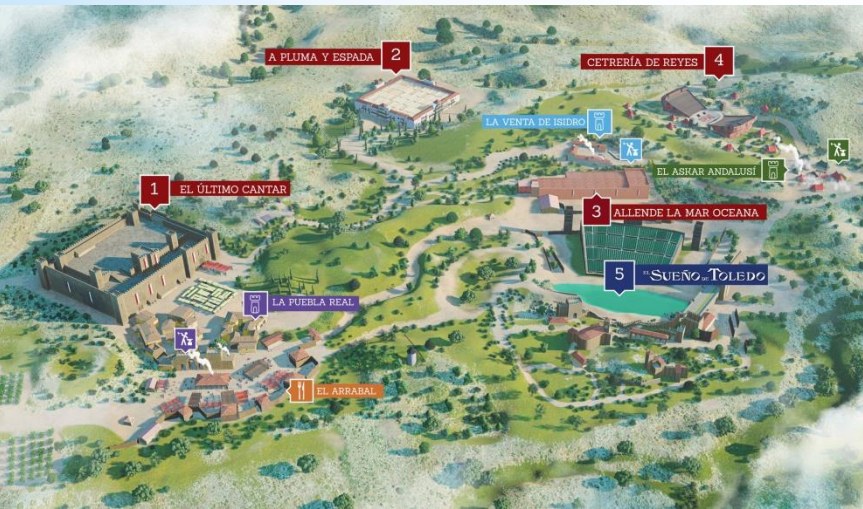 A PLUMA Y ESPADA 2
CETRERÍA DE REYES 4
LA VENTA DE ISIDRO
EL ASKAR ANDALUSÍ
1 EL ÚLTIMO CANTAR
3 ALLENDE LA MAR OCEANA
5 EL SUEÑO DE TOLEDO
LA PUEBLA REAL
EL ARRABAL